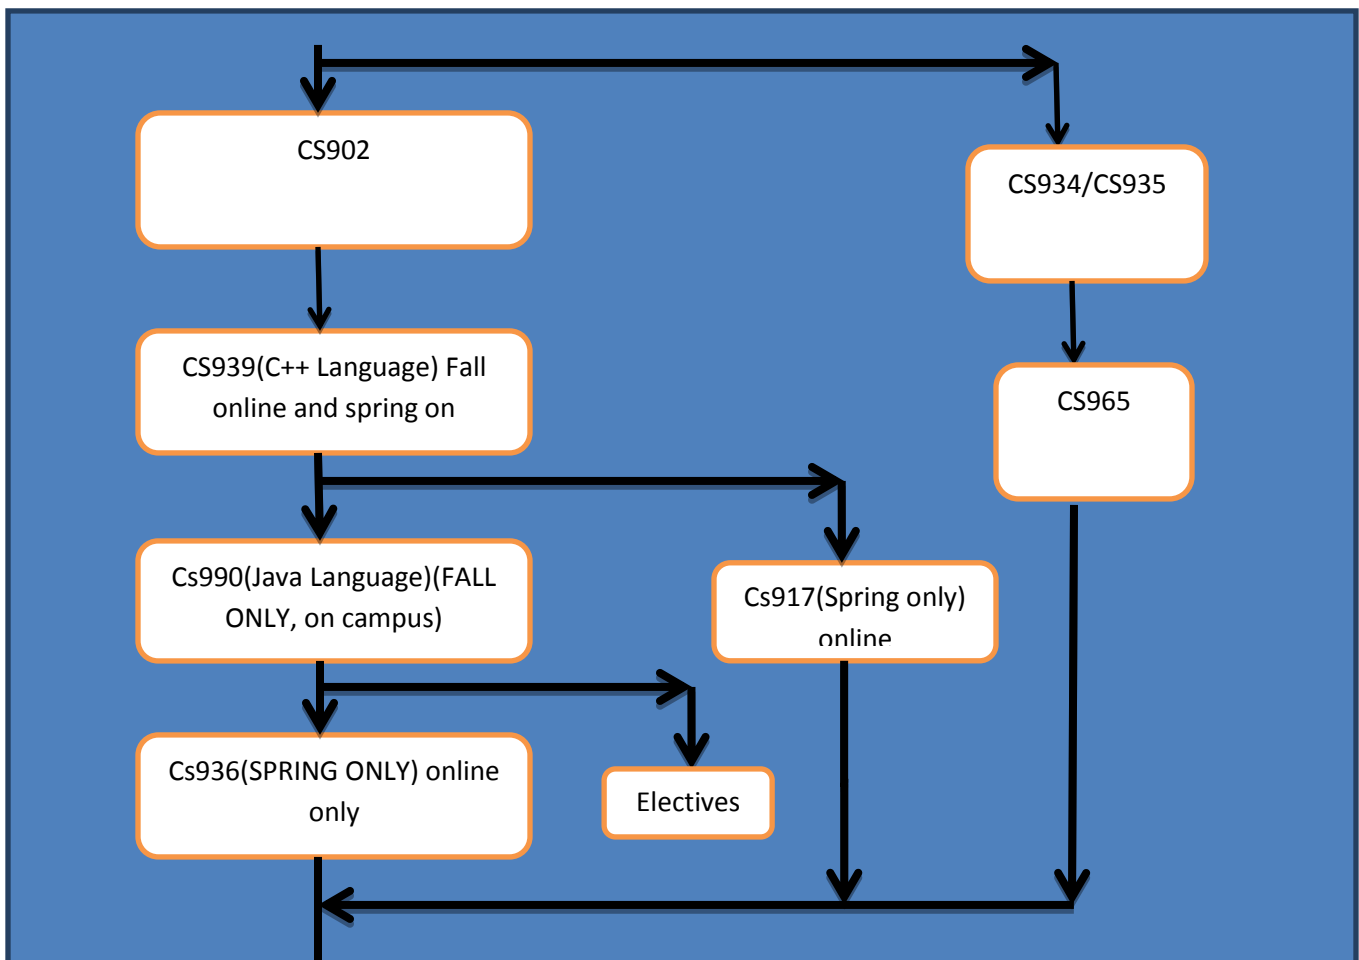 CS902
CS934/CS935
CS939(C++ Language) Fall
online and spring on
CS965
Cs990(Java Language)(FALL
ONLY, on campus)
Cs917(Spring only)
online
Cs936(SPRING ONLY) online
only
Electives